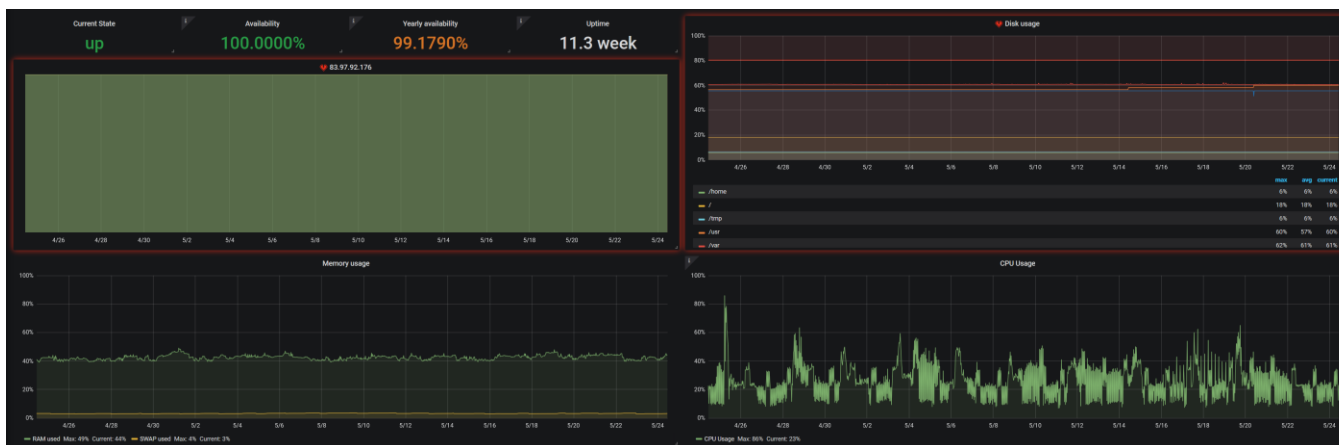 Current State
up
Availability
100.0000%
Yearly availability
99.1790%
Uptime
11.3 week
83.97.92.176
4/26 4/28 4/30 5/2 5/4 5/6 5/8 5/10 5/12 5/14 5/16 5/18 5/20 5/22 5/24
Disk usage
100%
80%
60%
40%
20%
0%
4/26 4/28 4/30 5/2 5/4 5/6 5/8 5/10 5/12 5/14 5/16 5/18 5/20 5/22 5/24
max avg current
/home 6% 6% 6%
/ 18% 18% 18%
/tmp 6% 6% 6%
/usr 60% 57% 60%
/var 62% 61% 61%
Memory usage
100%
80%
60%
40%
20%
0%
4/26 4/28 4/30 5/2 5/4 5/6 5/8 5/10 5/12 5/14 5/16 5/18 5/20 5/22 5/24
RAM used Max: 49% Current: 44% SWAP used Max: 4% Current: 3%
CPU Usage
100%
80%
60%
40%
20%
0%
4/26 4/28 4/30 5/2 5/4 5/6 5/8 5/10 5/12 5/14 5/16 5/18 5/20 5/22 5/24
CPU Usage Max: 86% Current: 23%